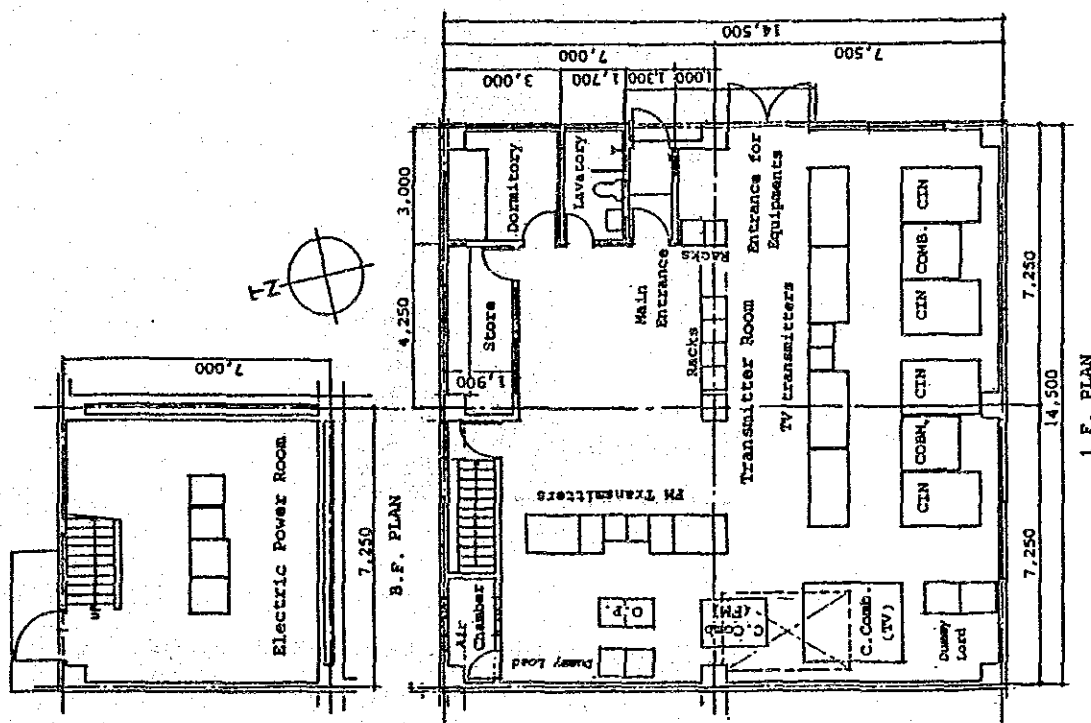 14,500
7,000
7,500
3,000
1,700
1,300
1,000
3,000
4,250
Dormitory
Lavatory
Entrance for
Equipments
Racks
Store
1,900
Main
Entrance
Racks
Transmitter Room
TV transmitters
CIN
COMB.
CIN
CIN
COBM.
CIN
7,250
14,500
7,250
1 F. PLAN
FM Transmitters
Air
Chamber
O.P.
Dummy Load
C.Comb
(FM)
C.Comb.
(TV)
Dummy
Lord
N
7,000
Electric Power Room
UP
7,250
B.F. PLAN